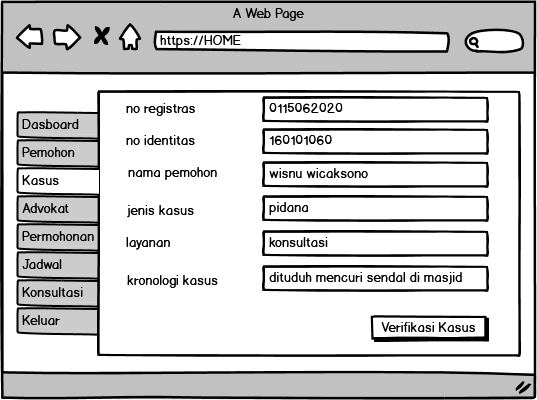 A Web Page
https://HOME
Dasboard
Pemohon
Kasus
Advokat
Permohonan
Jadwal
Konsultasi
Keluar
no registras 0115062020
no identitas 160101060
nama pemohon wisnu wicaksono
jenis kasus pidana
layanan konsultasi
kronologi kasus dituduh mencuri sendal di masjid
Verifikasi Kasus